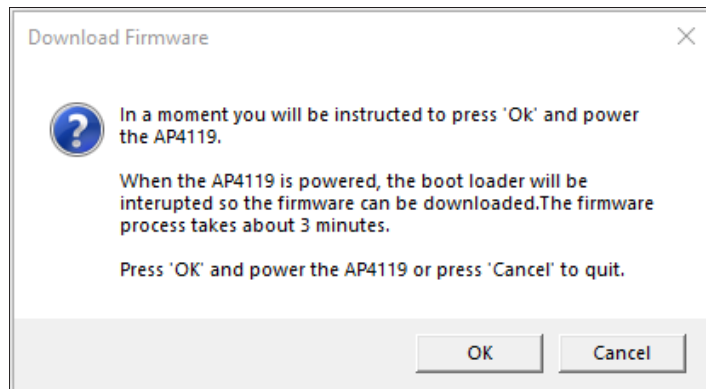 Download Firmware
In a moment you will be instructed to press 'Ok' and power
the AP4119.
When the AP4119 is powered, the boot loader will be
interupted so the firmware can be downloaded.The firmware
process takes about 3 minutes.
Press 'OK' and power the AP4119 or press 'Cancel' to quit.
OK
Cancel